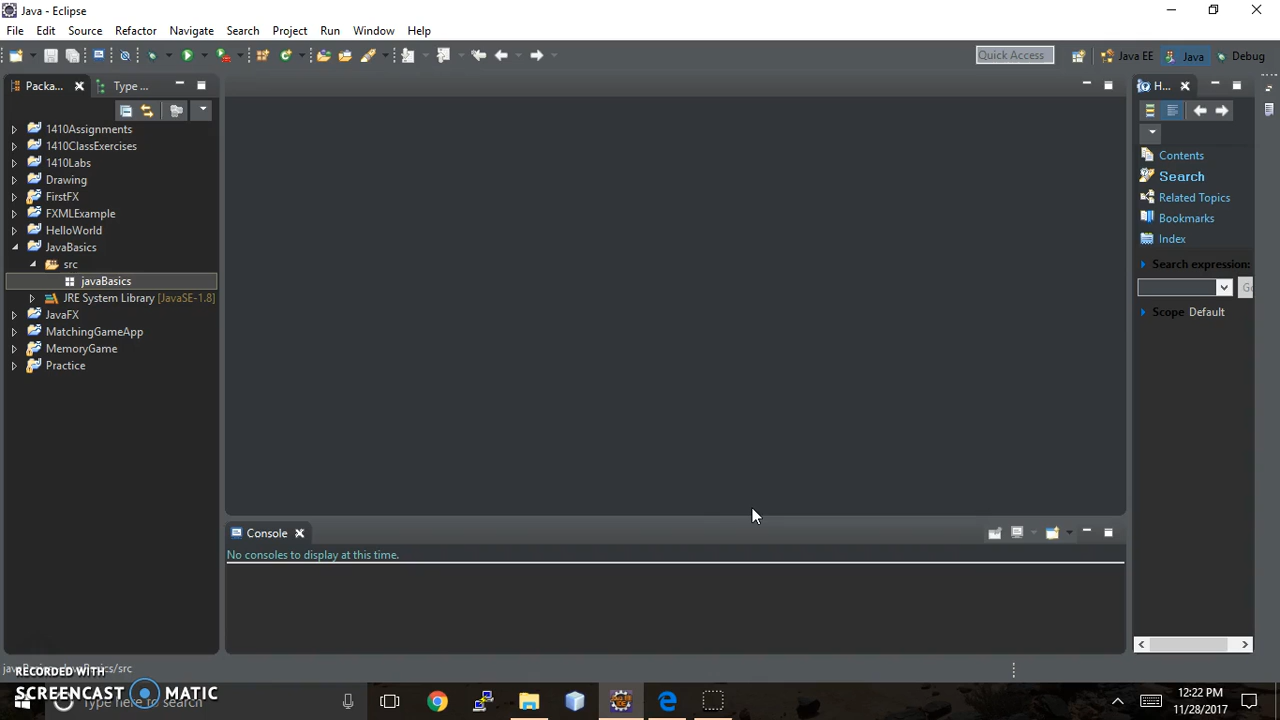 Java - Eclipse
File Edit Source Refactor Navigate Search Project Run Window Help
Quick Access Java EE Java Debug
Packa... Type ... H...
1410Assignments
1410ClassExercises
1410Labs
Drawing
FirstFX
FXMLExample
HelloWorld
JavaBasics
src
javaBasics
JRE System Library [JavaSE-1.8]
JavaFX
MatchingGameApp
MemoryGame
Practice
Contents
Search
Related Topics
Bookmarks
Index
Search expression:
Scope Default
Console
No consoles to display at this time.
RECORDED WITH
SCREENCAST MATIC
here to search
12:22 PM
11/28/2017